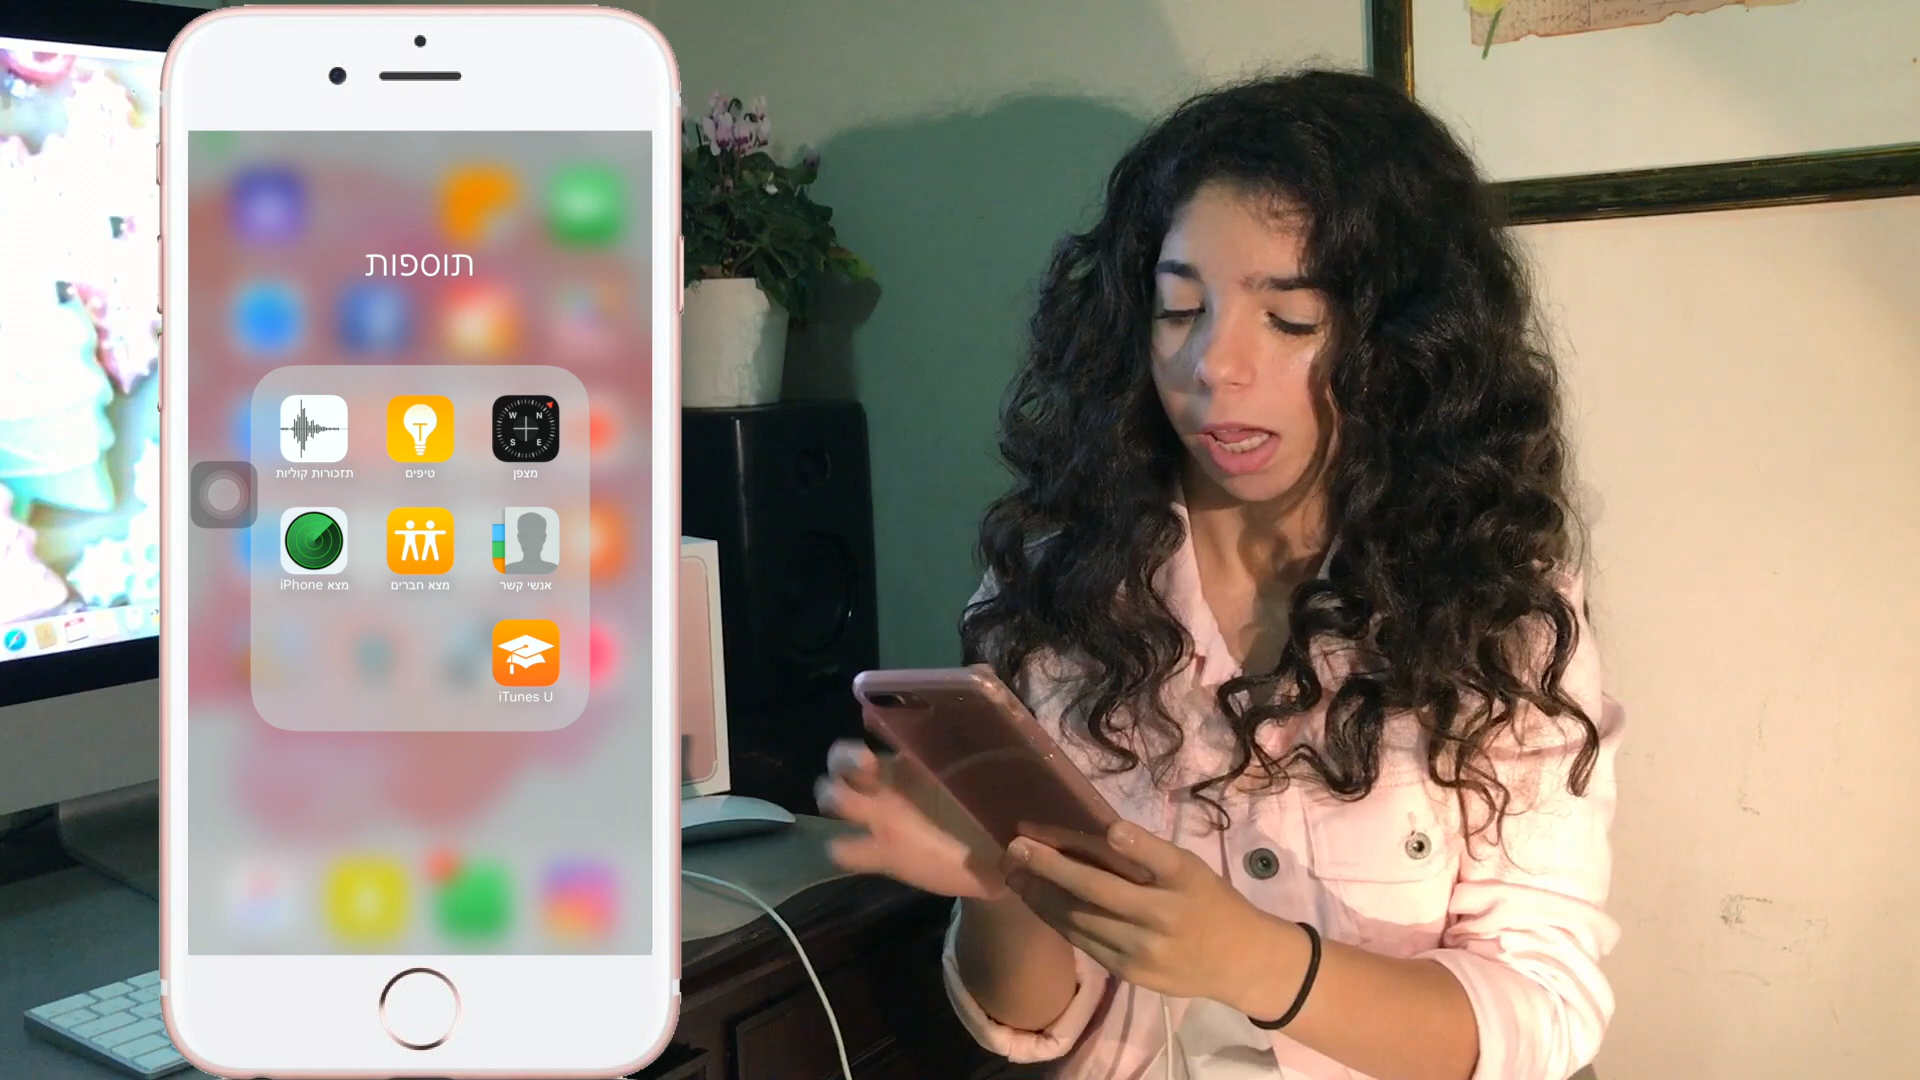 תוספות
מצפן
טיפים
תזכורות קוליות
אנשי קשר
מצא חברים
מצא iPhone
iTunes U
W N
S E